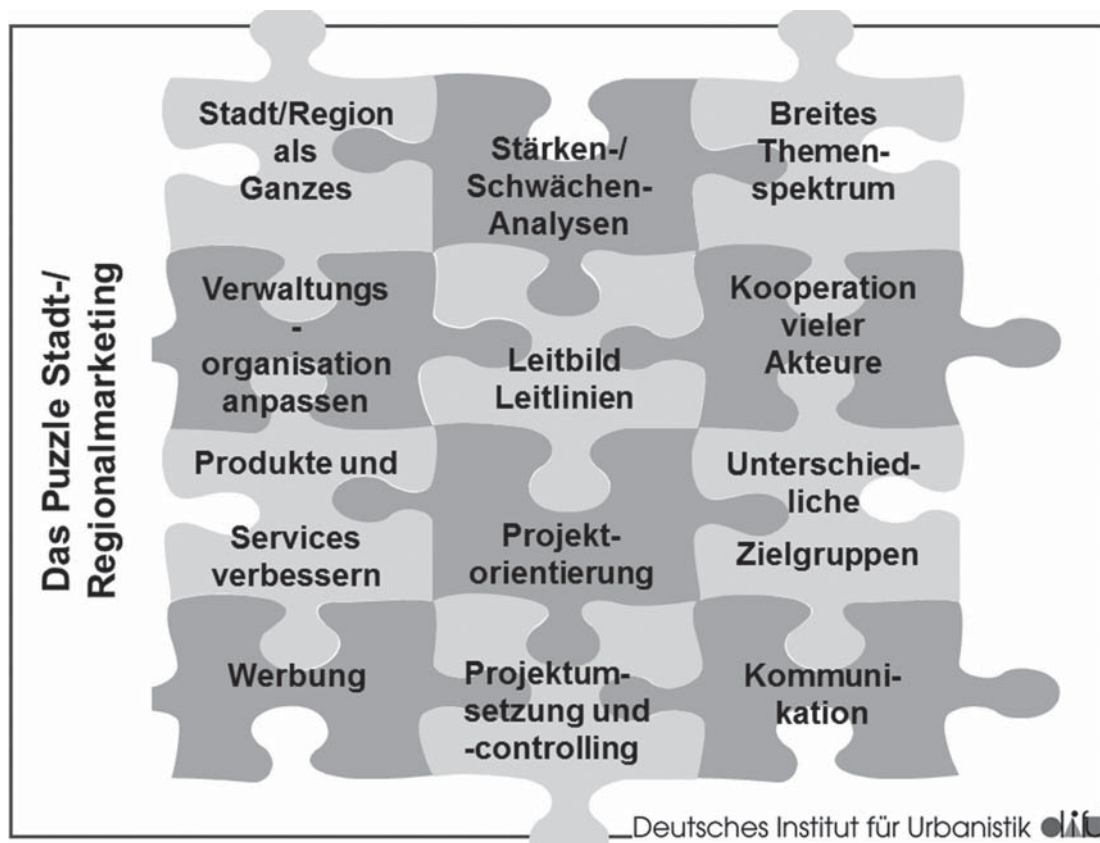 Das Puzzle Stadt-/
Regionalmarketing
Stadt/Region
als
Ganzes
Stärken-/
Schwächen-
Analysen
Breites
Themen-
spektrum
Verwaltungs
-
organisation
anpassen
Leitbild
Leitlinien
Kooperation
vieler
Akteure
Produkte und
Services
verbessern
Projekt-
orientierung
Unterschied-
liche
Zielgruppen
Werbung
Projektum-
setzung und
-controlling
Kommuni-
kation
Deutsches Institut für Urbanistik difu